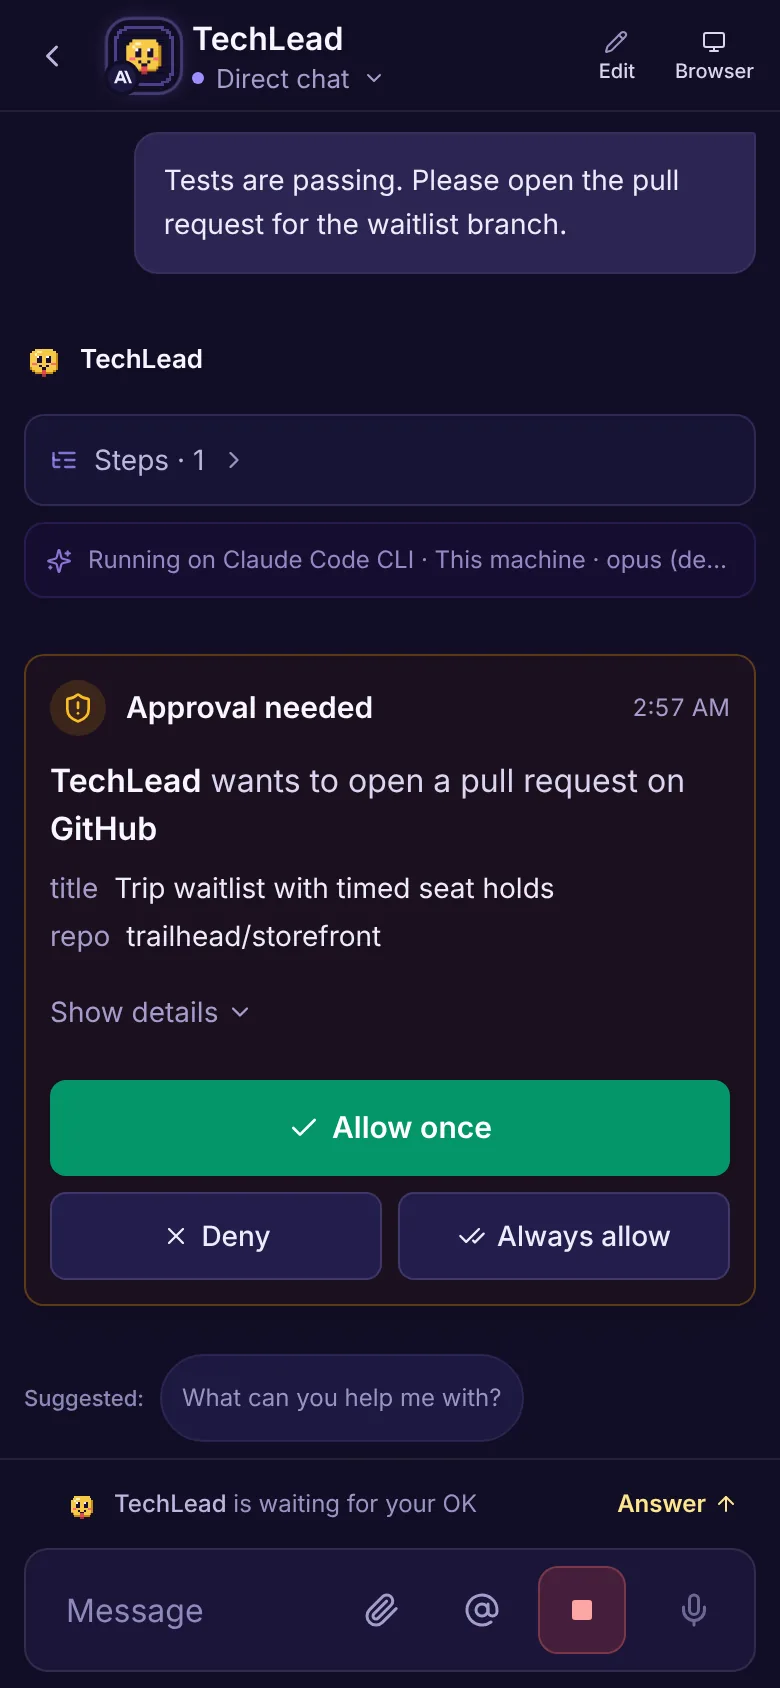 TechLead
Direct chat
Edit
Browser
Tests are passing. Please open the pull
request for the waitlist branch.
TechLead
Steps · 1
Running on Claude Code CLI · This machine · opus (de...
Approval needed
2:57 AM
TechLead wants to open a pull request on
GitHub
title Trip waitlist with timed seat holds
repo trailhead/storefront
Show details
Allow once
Deny
Always allow
Suggested:
What can you help me with?
TechLead is waiting for your OK
Answer ↑
Message